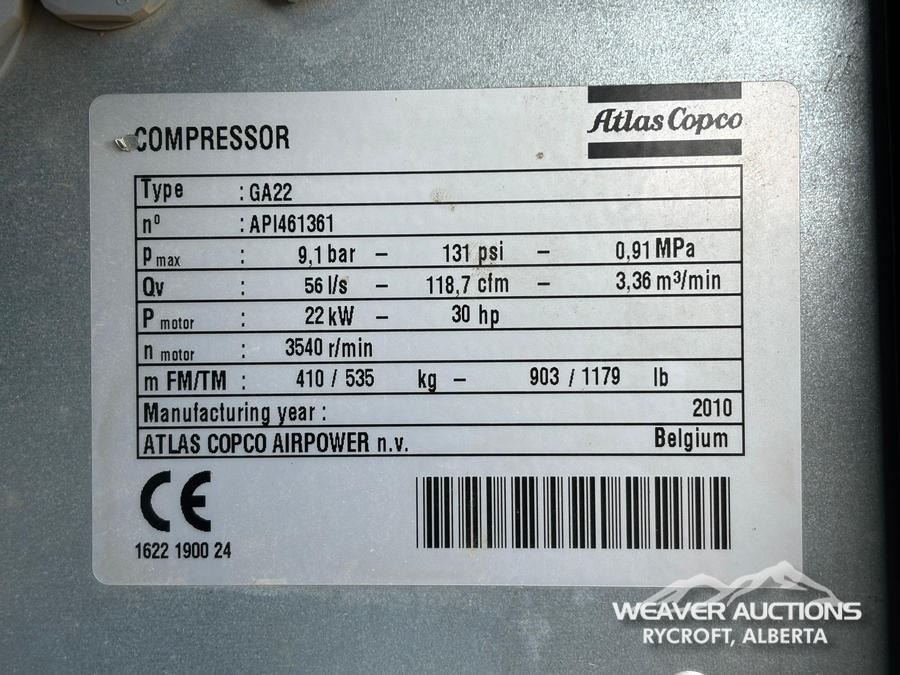 Atlas Copco
COMPRESSOR
Type : GA22
nº : API461361
P max : 9,1 bar – 131 psi – 0,91 MPa
Qv : 56 l/s – 118,7 cfm – 3,36 m³/min
P motor : 22 kW – 30 hp
n motor : 3540 r/min
m FM/TM : 410 / 535 kg – 903 / 1179 lb
Manufacturing year : 2010
ATLAS COPCO AIRPOWER n.v. Belgium
CE
1622 1900 24
WEAVER AUCTIONS
RYCROFT, ALBERTA